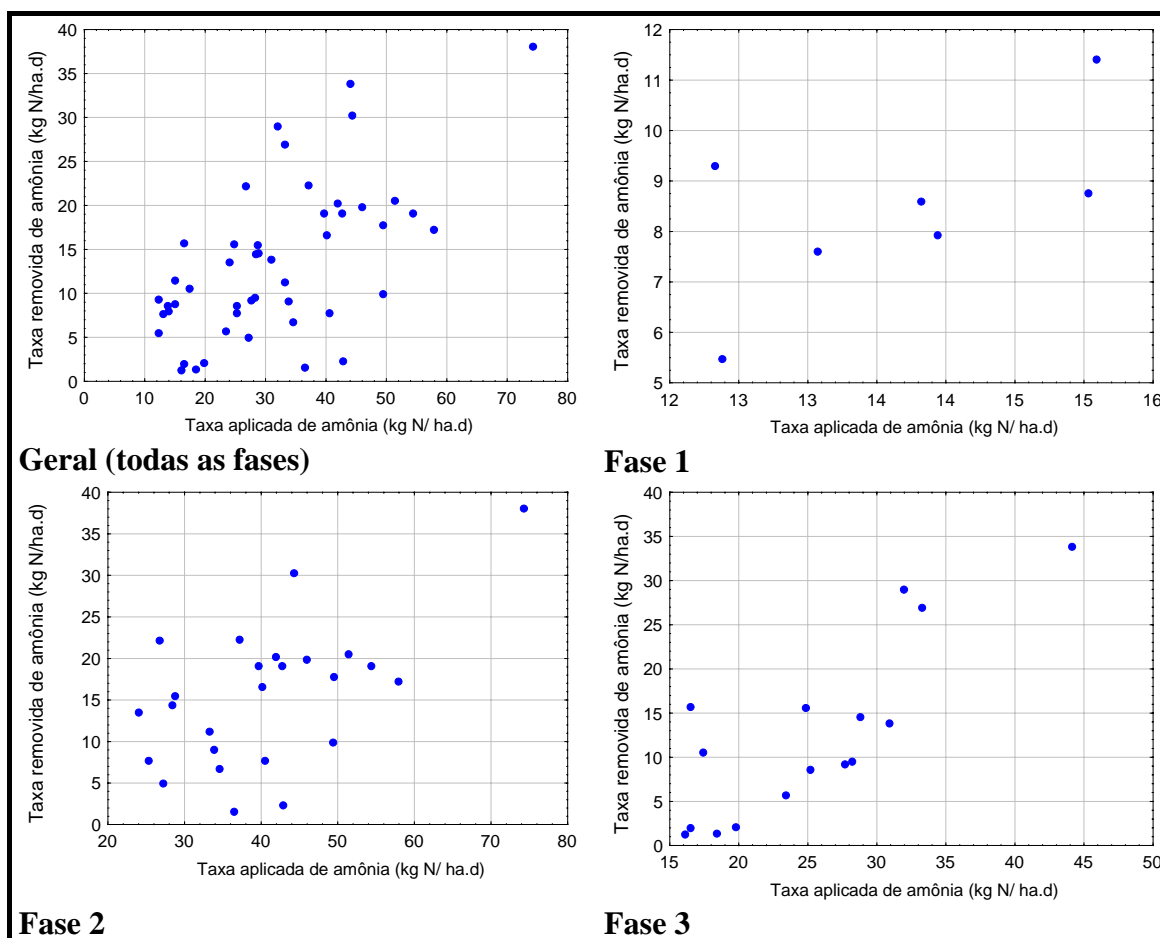 40
35
30
25
20
15
10
5
0
Taxa removida de amônia (kg N/ha.d)
0 10 20 30 40 50 60 70 80
Taxa aplicada de amônia (kg N/ ha.d)
Geral (todas as fases)
12
11
10
9
8
7
6
5
Taxa removida de amônia (kg N/ha.d)
12 13 13 14 14 15 15 16
Taxa aplicada de amônia (kg N/ ha.d)
Fase 1
40
35
30
25
20
15
10
5
0
Taxa removida de amônia (kg N/ha.d)
20 30 40 50 60 70 80
Taxa aplicada de amônia (kg N/ ha.d)
Fase 2
40
35
30
25
20
15
10
5
0
Taxa removida de amônia (kg N/ha.d)
15 20 25 30 35 40 45 50
Taxa aplicada de amônia (kg N/ ha.d)
Fase 3